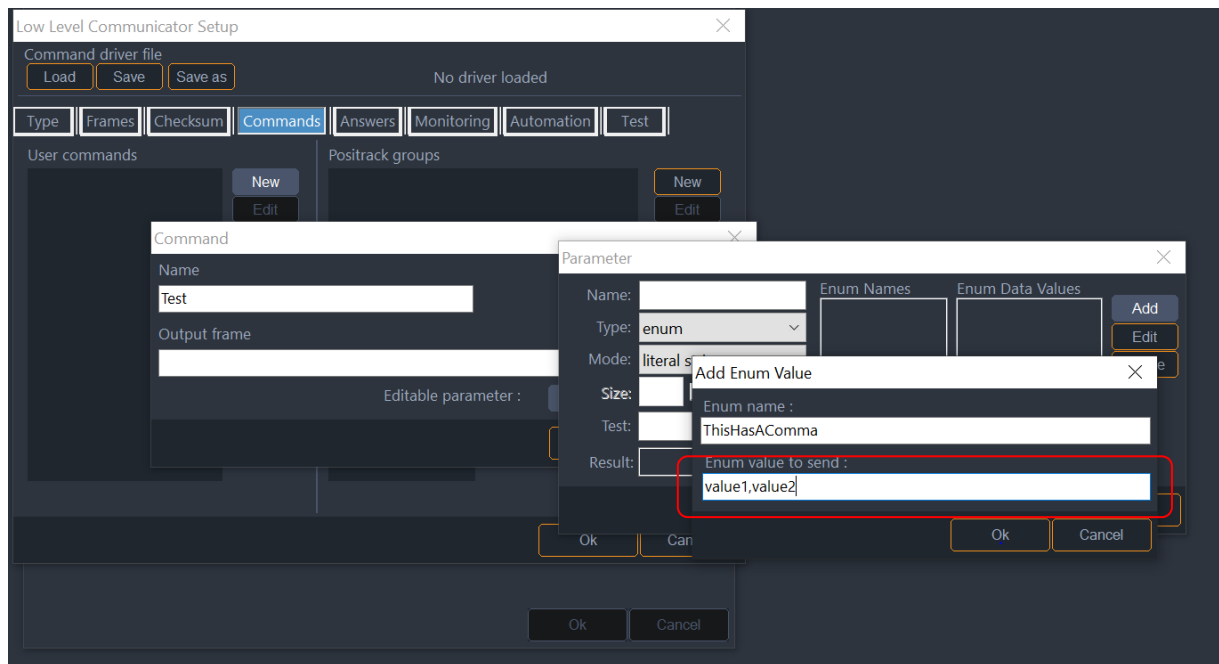 Low Level Communicator Setup
Command driver file
Load Save Save as No driver loaded
Type Frames Checksum Commands Answers Monitoring Automation Test
User commands Positrack groups
New New
Edit Edit
Command
Name
Test
Output frame
Editable parameter :
Parameter
Name: Enum Names Enum Data Values
Add
Type: enum
Edit
Mode: literal
Size:
Test:
Result:
Add Enum Value
Enum name :
ThisHasAComma
Enum value to send :
value1,value2
Ok Cancel
Ok
Ok Cancel